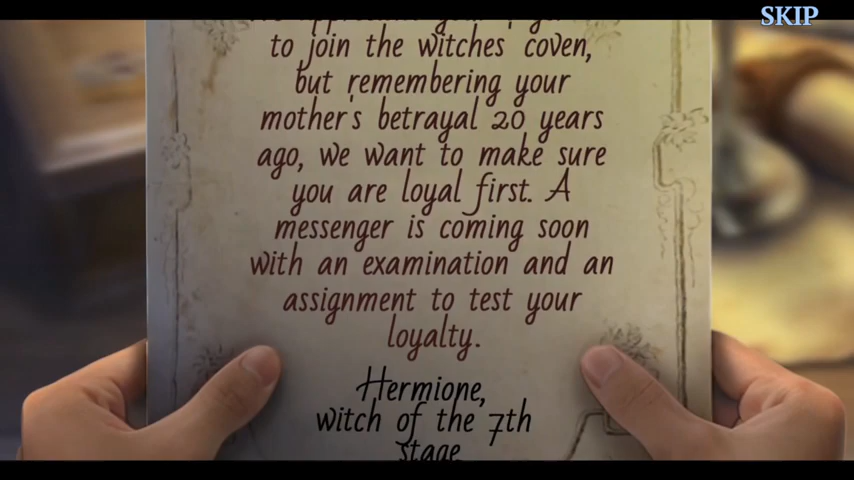 SKIP
to join the witches' coven,
but remembering your
mother's betrayal 20 years
ago, we want to make sure
you are loyal first. A
messenger is coming soon
with an examination and an
assignment to test your
loyalty.
Hermione,
witch of the 7th
stage